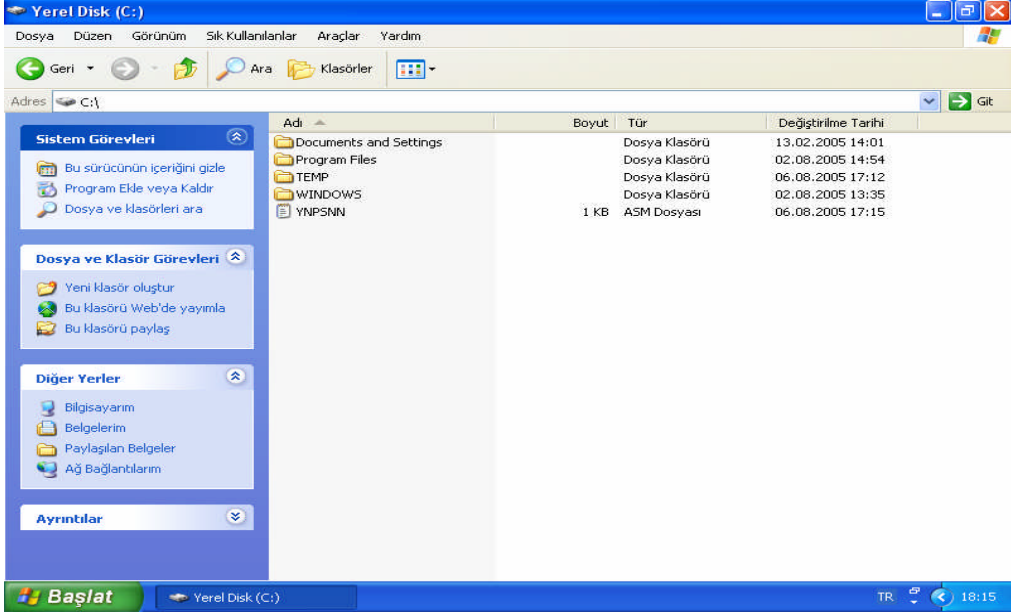 Yerel Disk (C:)
Dosya Düzen Görünüm Sık Kullanılanlar Araçlar Yardım
Geri Ara Klasörler
Adres C:\ Git
Sistem Görevleri
Bu sürücünün içeriğini gizle
Program Ekle veya Kaldır
Dosya ve klasörleri ara
Dosya ve Klasör Görevleri
Yeni klasör oluştur
Bu klasörü Web'de yayımla
Bu klasörü paylaş
Diğer Yerler
Bilgisayarım
Belgelerim
Paylaşılan Belgeler
Ağ Bağlantılarım
Ayrıntılar
Adı Boyut Tür Değiştirilme Tarihi
Documents and Settings Dosya Klasörü 13.02.2005 14:01
Program Files Dosya Klasörü 02.08.2005 14:54
TEMP Dosya Klasörü 06.08.2005 17:12
WINDOWS Dosya Klasörü 02.08.2005 13:35
YNPSNN 1 KB ASM Dosyası 06.08.2005 17:15
Başlat Yerel Disk (C:) TR 18:15